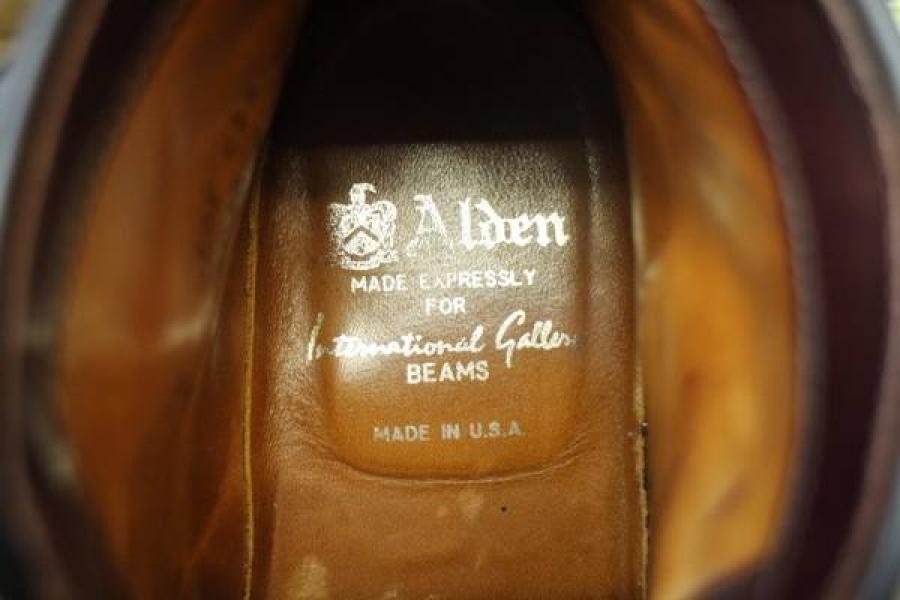 Alden
MADE EXPRESSLY
FOR
International Gallery
BEAMS
MADE IN U.S.A.